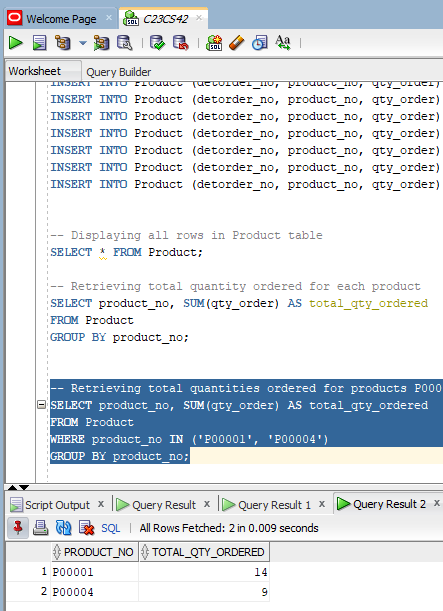 Welcome Page
C23CS42
Worksheet Query Builder
INSERT INTO Product (detorder_no, product_no, qty_order)
INSERT INTO Product (detorder_no, product_no, qty_order)
INSERT INTO Product (detorder_no, product_no, qty_order)
INSERT INTO Product (detorder_no, product_no, qty_order)
INSERT INTO Product (detorder_no, product_no, qty_order)
INSERT INTO Product (detorder_no, product_no, qty_order)
INSERT INTO Product (detorder_no, product_no, qty_order)
-- Displaying all rows in Product table
SELECT * FROM Product;
-- Retrieving total quantity ordered for each product
SELECT product_no, SUM(qty_order) AS total_qty_ordered
FROM Product
GROUP BY product_no;
-- Retrieving total quantities ordered for products P000
SELECT product_no, SUM(qty_order) AS total_qty_ordered
FROM Product
WHERE product_no IN ('P00001', 'P00004')
GROUP BY product_no;
Script Output x Query Result x Query Result 1 x Query Result 2 x
SQL | All Rows Fetched: 2 in 0.009 seconds
PRODUCT_NO TOTAL_QTY_ORDERED
1 P00001 14
2 P00004 9